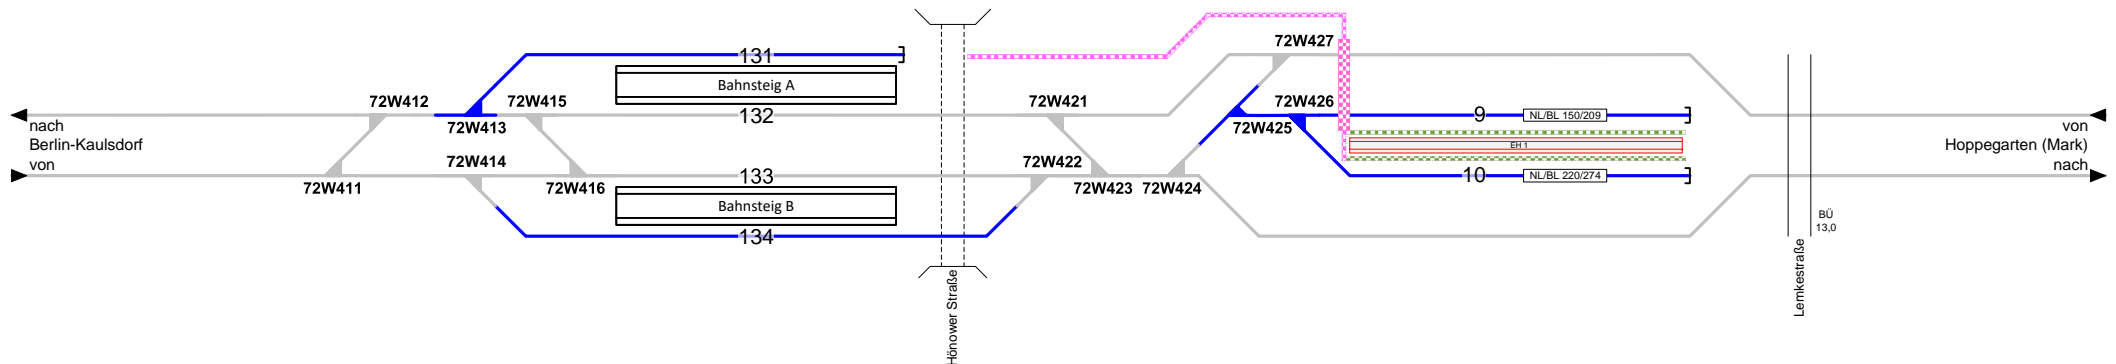 131
Bahnsteig A
72W412
72W415
132
72W413
nach
Berlin-Kaulsdorf
von
72W414
133
72W411
72W416
Bahnsteig B
134
Hönower Straße
72W427
72W421
72W426
9
NL/BL 150/209
72W425
EH 1
72W422
10
NL/BL 220/274
72W423
72W424
von
Hoppegarten (Mark)
nach
BÜ
13,0
Lemkestraße